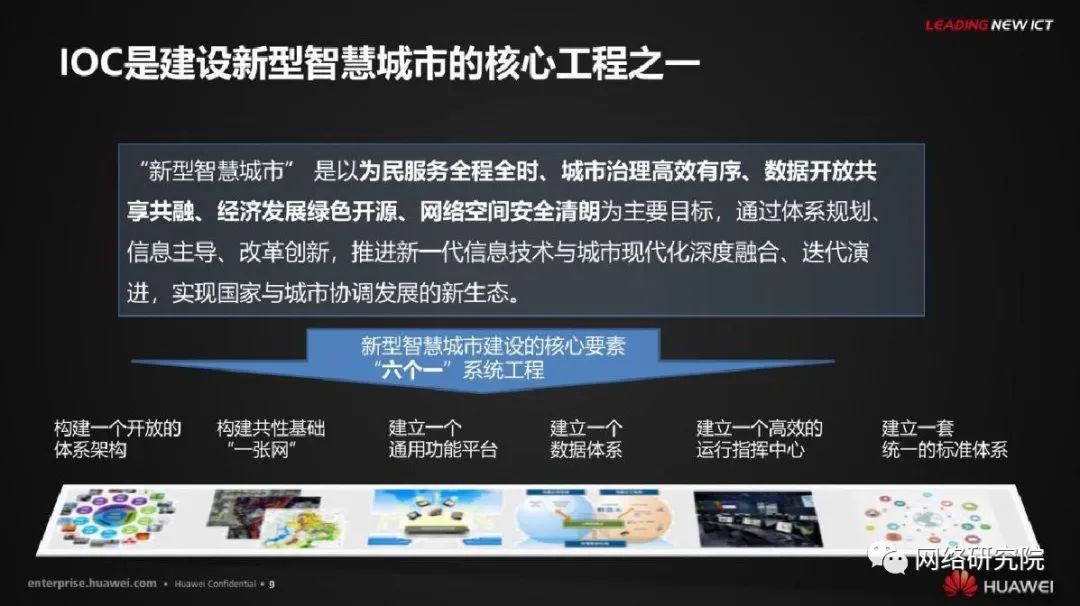 LEADING NEW ICT
IOC是建设新型智慧城市的核心工程之一
“新型智慧城市” 是以为民服务全程全时、城市治理高效有序、数据开放共
享共融、经济发展绿色开源、网络空间安全清朗为主要目标，通过体系规划、
信息主导、改革创新，推进新一代信息技术与城市现代化深度融合、迭代演
进，实现国家与城市协调发展的新生态。
新型智慧城市建设的核心要素
“六个一”系统工程
构建一个开放的
体系架构
构建共性基础
“一张网”
建立一个
通用功能平台
建立一个
数据体系
建立一个高效的
运行指挥中心
建立一套
统一的标准体系
网络研究院
enterprise.huawei.com • Huawei Confidential • 9
HUAWEI